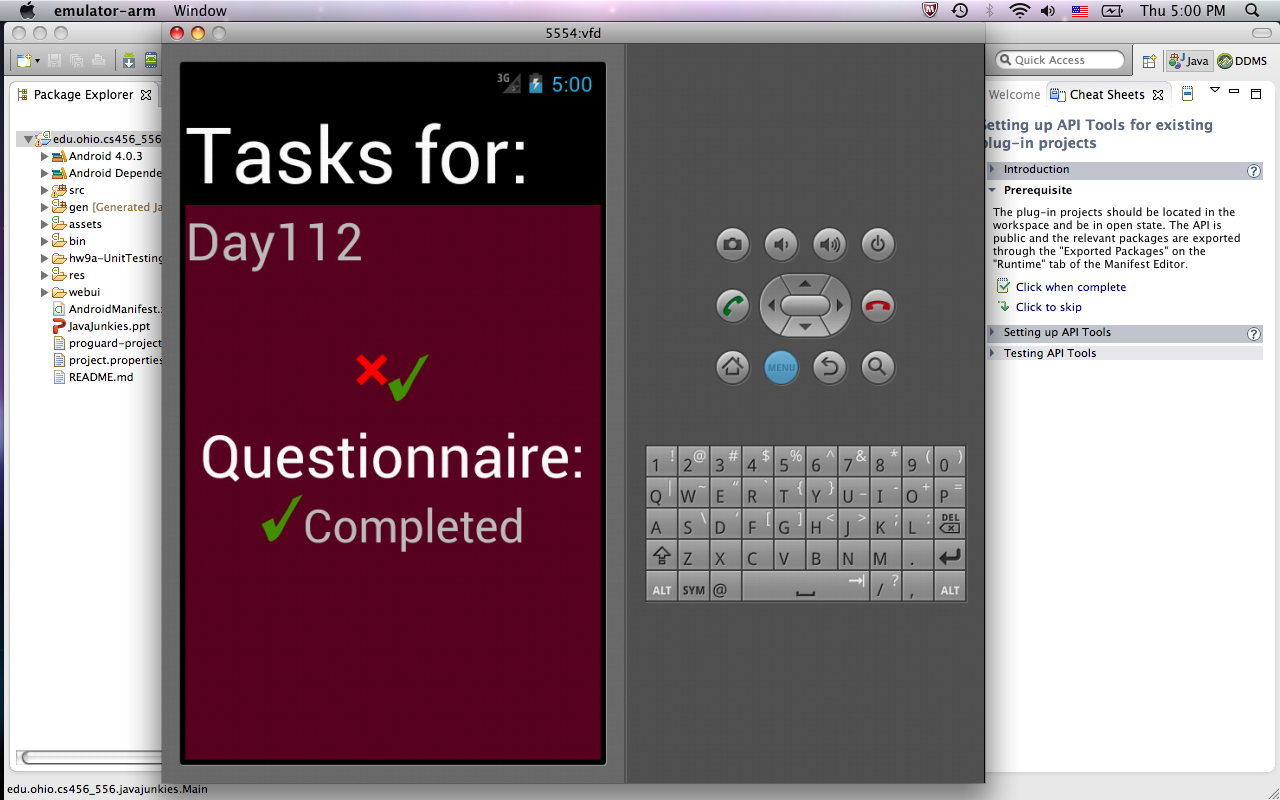 emulator-arm Window Thu 5:00 PM
5554:vfd
Quick Access Java DDMS
Package Explorer
Welcome Cheat Sheets
edu.ohio.cs456_556
Android 4.0.3
Android Depende
src
gen [Generated Ja
assets
bin
hw9a-UnitTesting
res
webui
AndroidManifest.
JavaJunkies.ppt
proguard-project
project.properties
README.md
3G 5:00
Tasks for:
Day112
Questionnaire:
Completed
MENU
1 ! 2 @ 3 # 4 $ 5 % 6 ^ 7 & 8 * 9 ( 0 )
Q | W ~ E " R ` T { Y } U _ I - O + P =
A S \ D ' F [ G ] H < J > K ; L : DEL
Z X C V B N M .
ALT SYM @ / ? , ALT
Setting up API Tools for existing
plug-in projects
Introduction
Prerequisite
The plug-in projects should be located in the
workspace and be in open state. The API is
public and the relevant packages are exported
through the "Exported Packages" on the
"Runtime" tab of the Manifest Editor.
Click when complete
Click to skip
Setting up API Tools
Testing API Tools
edu.ohio.cs456_556.javajunkies.Main